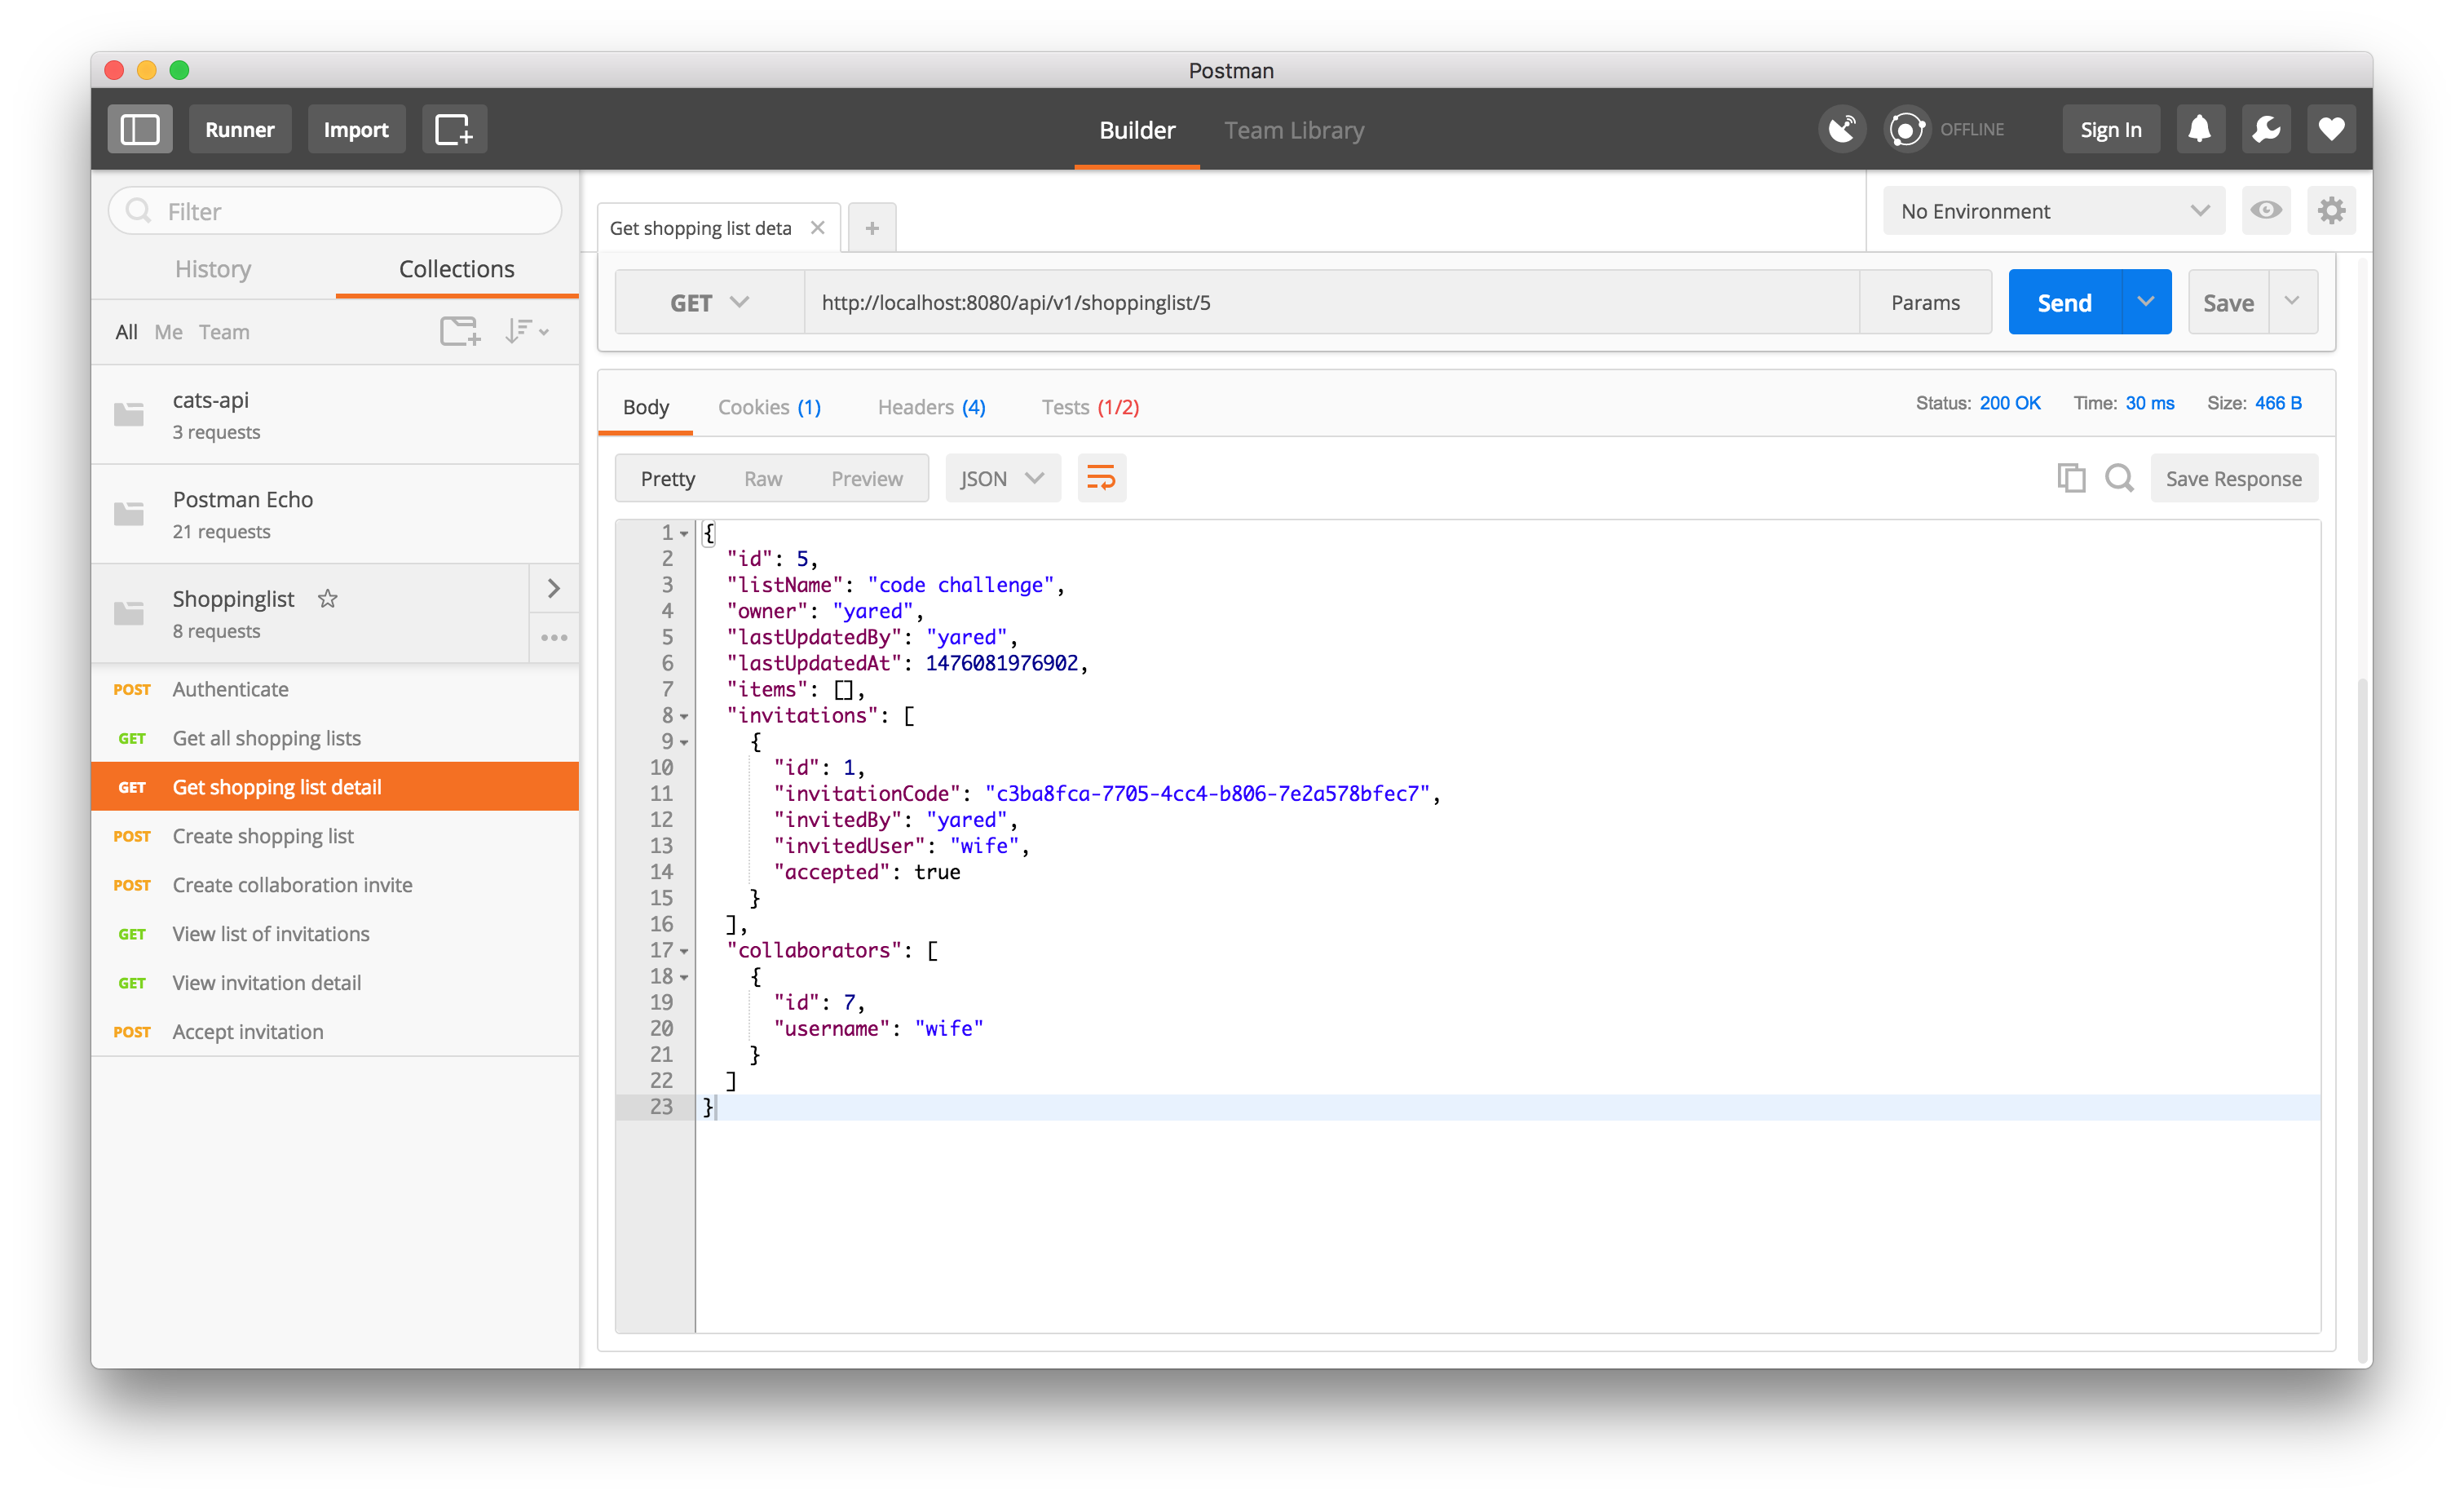 Postman
Runner
Import
Builder
Team Library
OFFLINE
Sign In
Filter
History
Collections
All
Me
Team
cats-api
3 requests
Postman Echo
21 requests
Shoppinglist
8 requests
POST Authenticate
GET Get all shopping lists
GET Get shopping list detail
POST Create shopping list
POST Create collaboration invite
GET View list of invitations
GET View invitation detail
POST Accept invitation
Get shopping list deta
No Environment
GET
http://localhost:8080/api/v1/shoppinglist/5
Params
Send
Save
Body
Cookies (1)
Headers (4)
Tests (1/2)
Status: 200 OK
Time: 30 ms
Size: 466 B
Pretty
Raw
Preview
JSON
Save Response
1 {
2 "id": 5,
3 "listName": "code challenge",
4 "owner": "yared",
5 "lastUpdatedBy": "yared",
6 "lastUpdatedAt": 1476081976902,
7 "items": [],
8 "invitations": [
9 {
10 "id": 1,
11 "invitationCode": "c3ba8fca-7705-4cc4-b806-7e2a578bfec7",
12 "invitedBy": "yared",
13 "invitedUser": "wife",
14 "accepted": true
15 }
16 ],
17 "collaborators": [
18 {
19 "id": 7,
20 "username": "wife"
21 }
22 ]
23 }